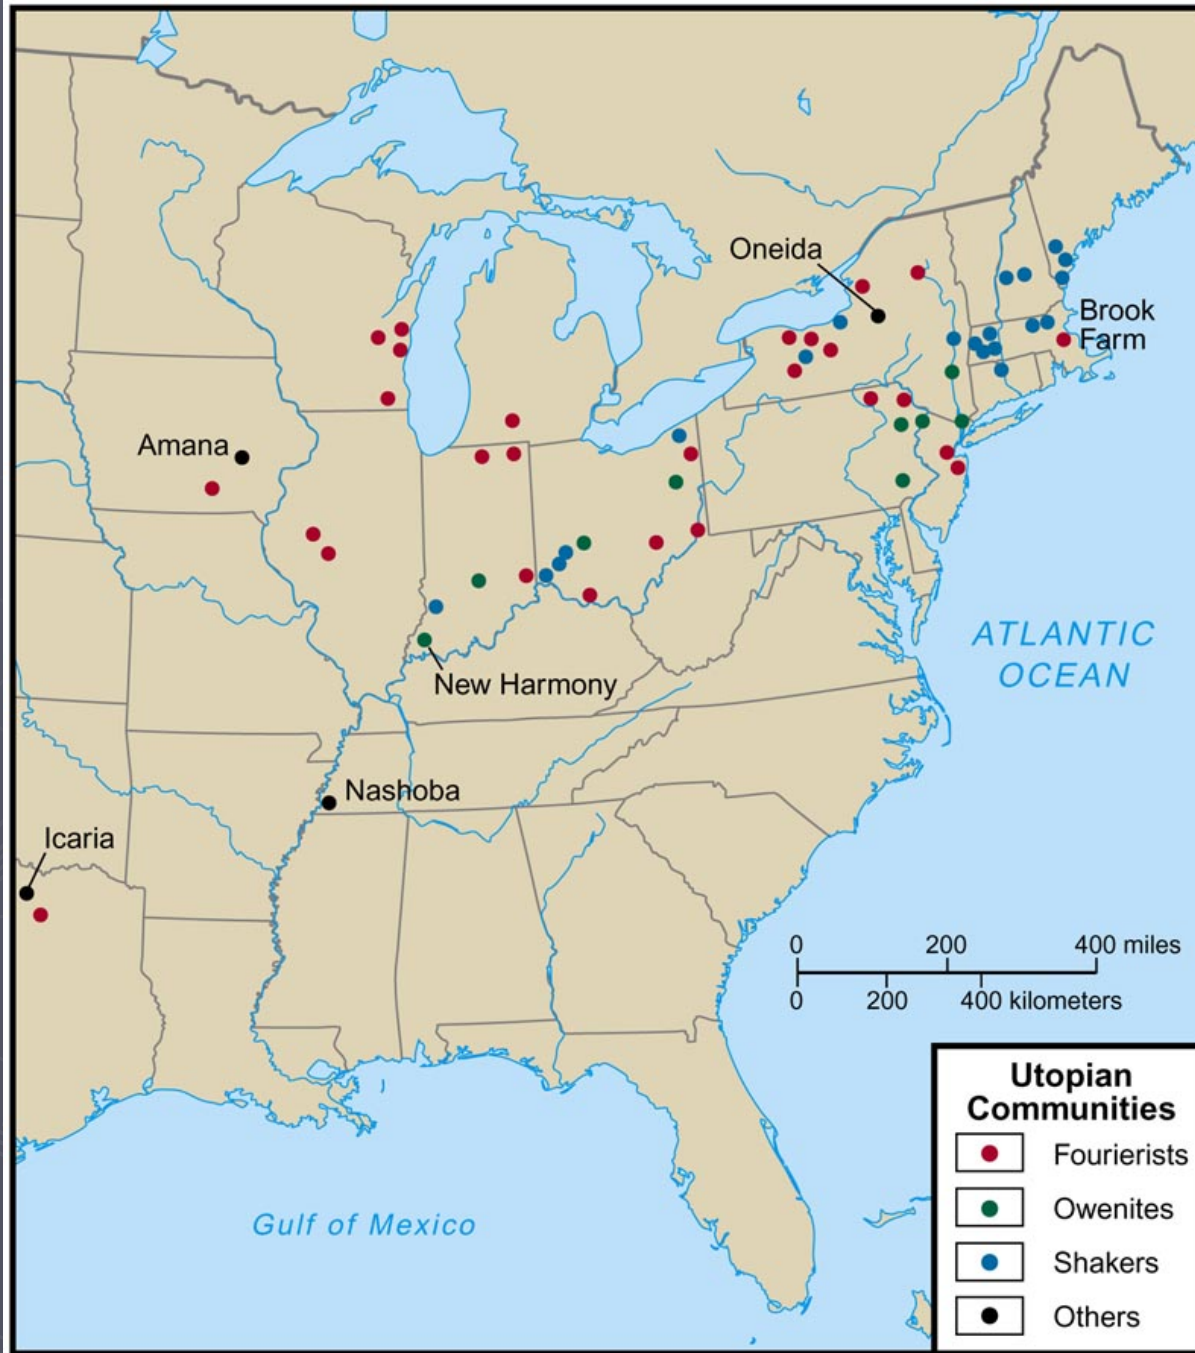 Oneida
Brook
Farm
Amana
ATLANTIC
OCEAN
New Harmony
Nashoba
Icaria
0 200 400 miles
0 200 400 kilometers
Gulf of Mexico
Utopian
Communities
Fourierists
Owenites
Shakers
Others